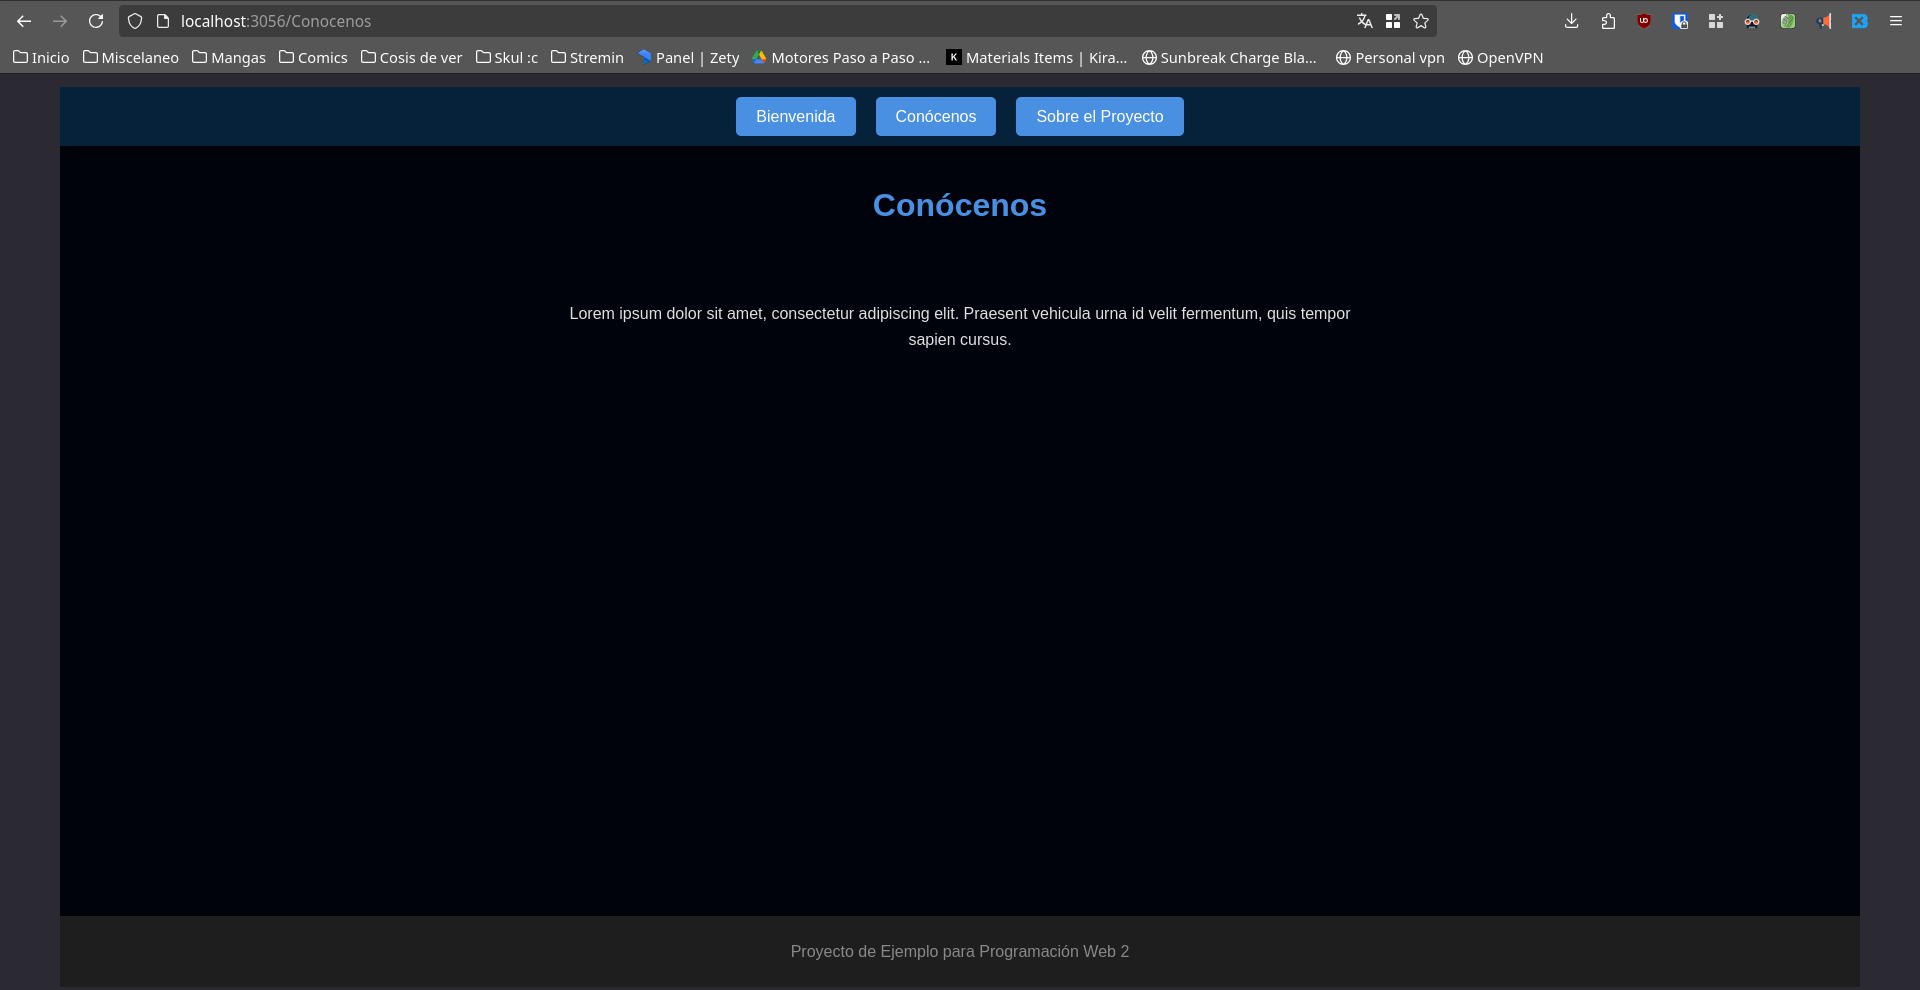 localhost:3056/Conocenos
Inicio Miscelaneo Mangas Comics Cosis de ver Skul :c Stremin Panel | Zety Motores Paso a Paso ... K Materials Items | Kira... Sunbreak Charge Bla... Personal vpn OpenVPN
Bienvenida Conócenos Sobre el Proyecto
Conócenos
Lorem ipsum dolor sit amet, consectetur adipiscing elit. Praesent vehicula urna id velit fermentum, quis tempor
sapien cursus.
Proyecto de Ejemplo para Programación Web 2